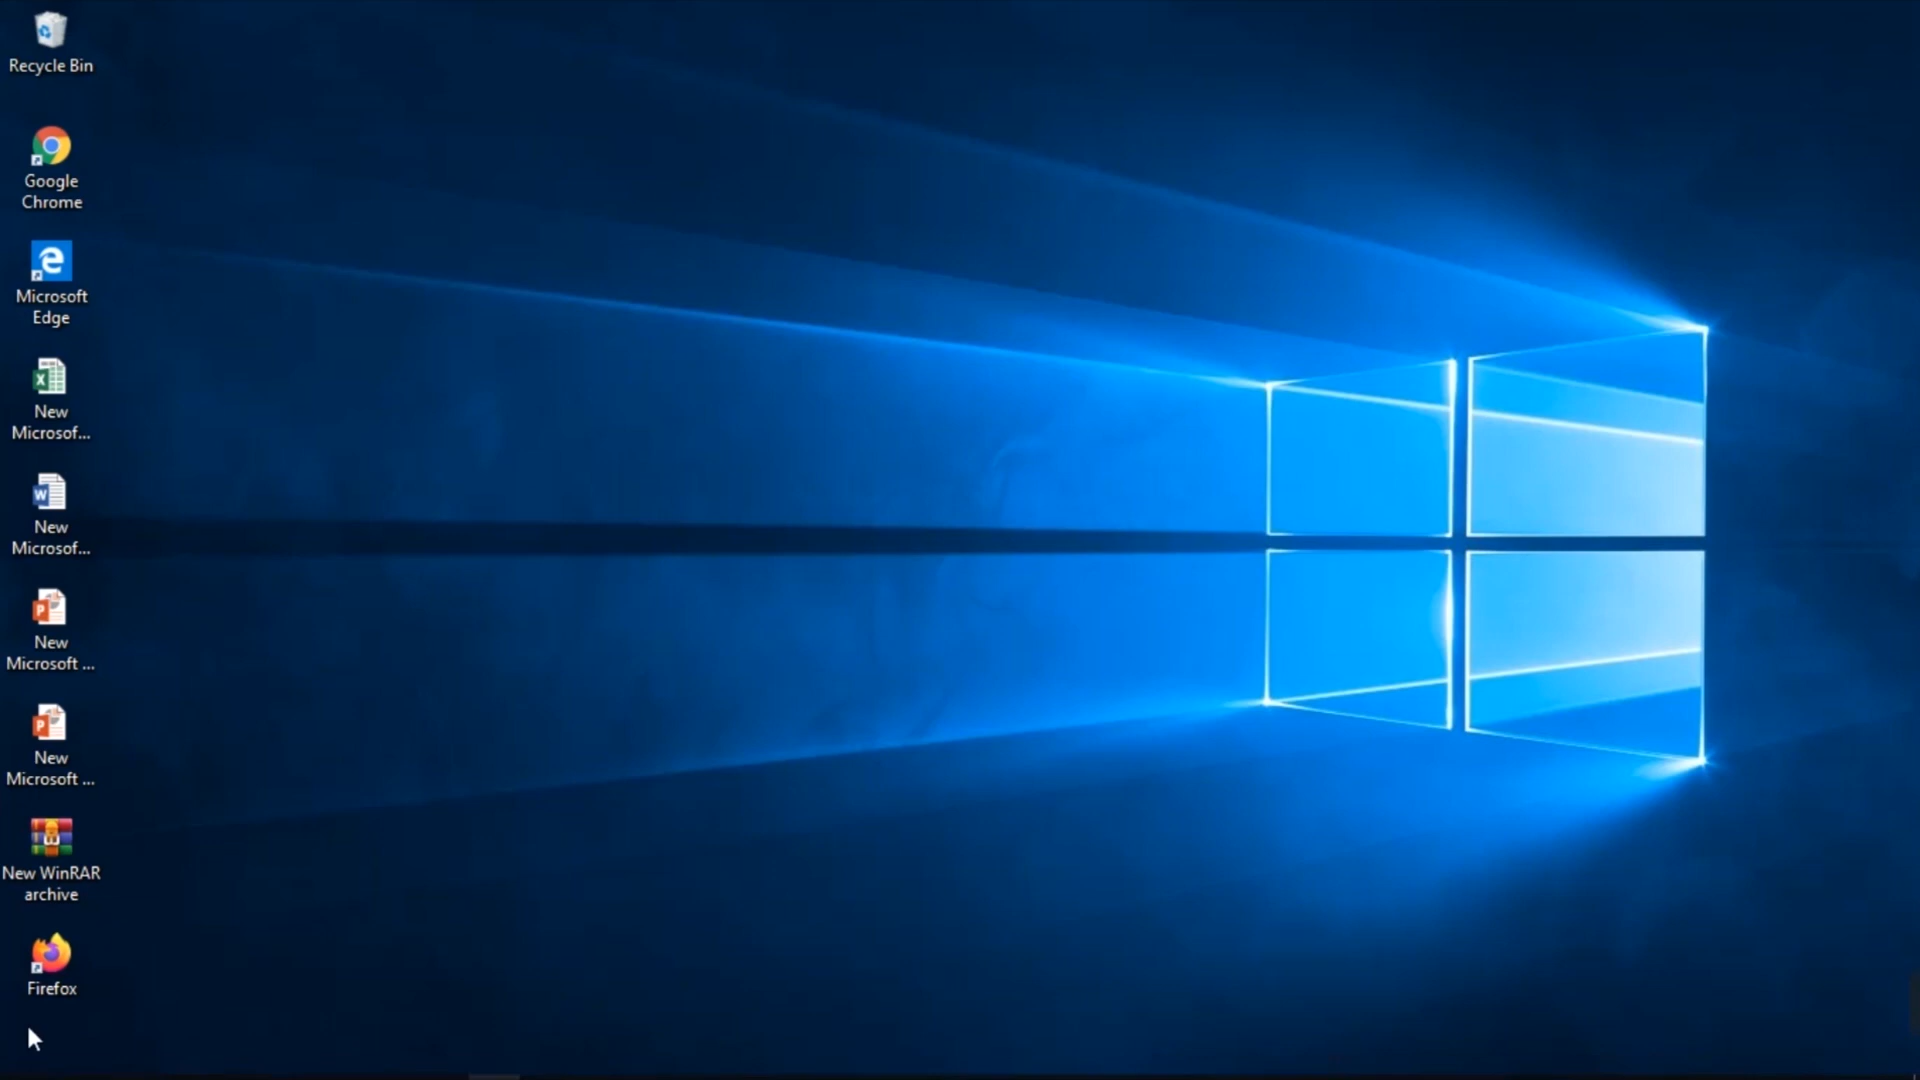 Recycle Bin
Google
Chrome
Microsoft
Edge
New
Microsof...
New
Microsof...
New
Microsoft ...
New
Microsoft ...
New WinRAR
archive
Firefox